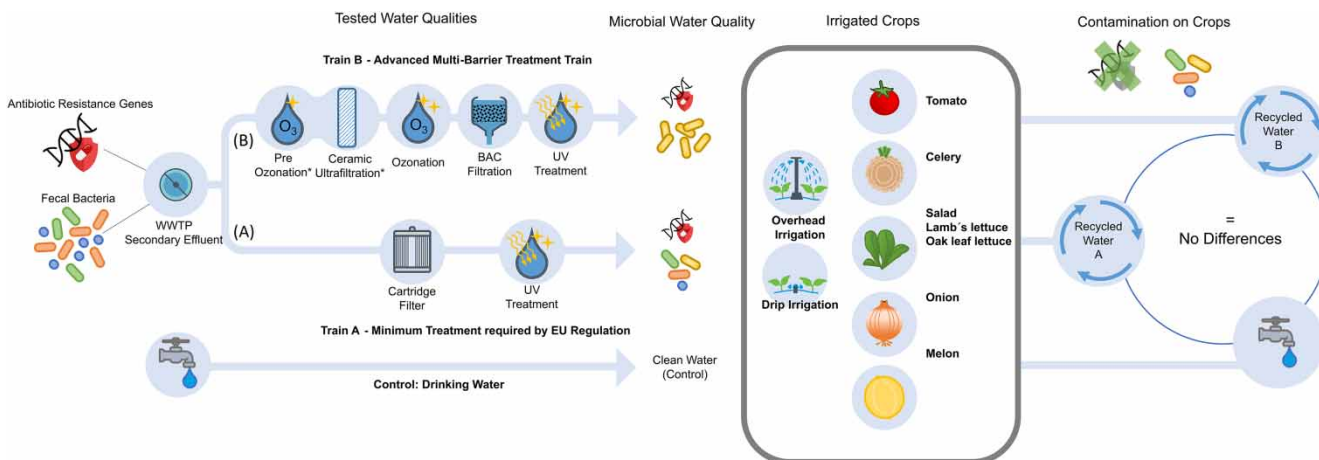 Tested Water Qualities
Microbial Water Quality
Irrigated Crops
Contamination on Crops
Train B - Advanced Multi-Barrier Treatment Train
Antibiotic Resistance Genes
Fecal Bacteria
WWTP
Secondary Effluent
(B)
O3
Pre
Ozonation*
Ceramic
Ultrafiltration*
O3
Ozonation
BAC
Filtration
UV
Treatment
(A)
Cartridge
Filter
UV
Treatment
Train A - Minimum Treatment required by EU Regulation
Control: Drinking Water
Clean Water
(Control)
Overhead
Irrigation
Drip Irrigation
Tomato
Celery
Salad
Lamb´s lettuce
Oak leaf lettuce
Onion
Melon
Recycled
Water
B
Recycled
Water
A
=
No Differences